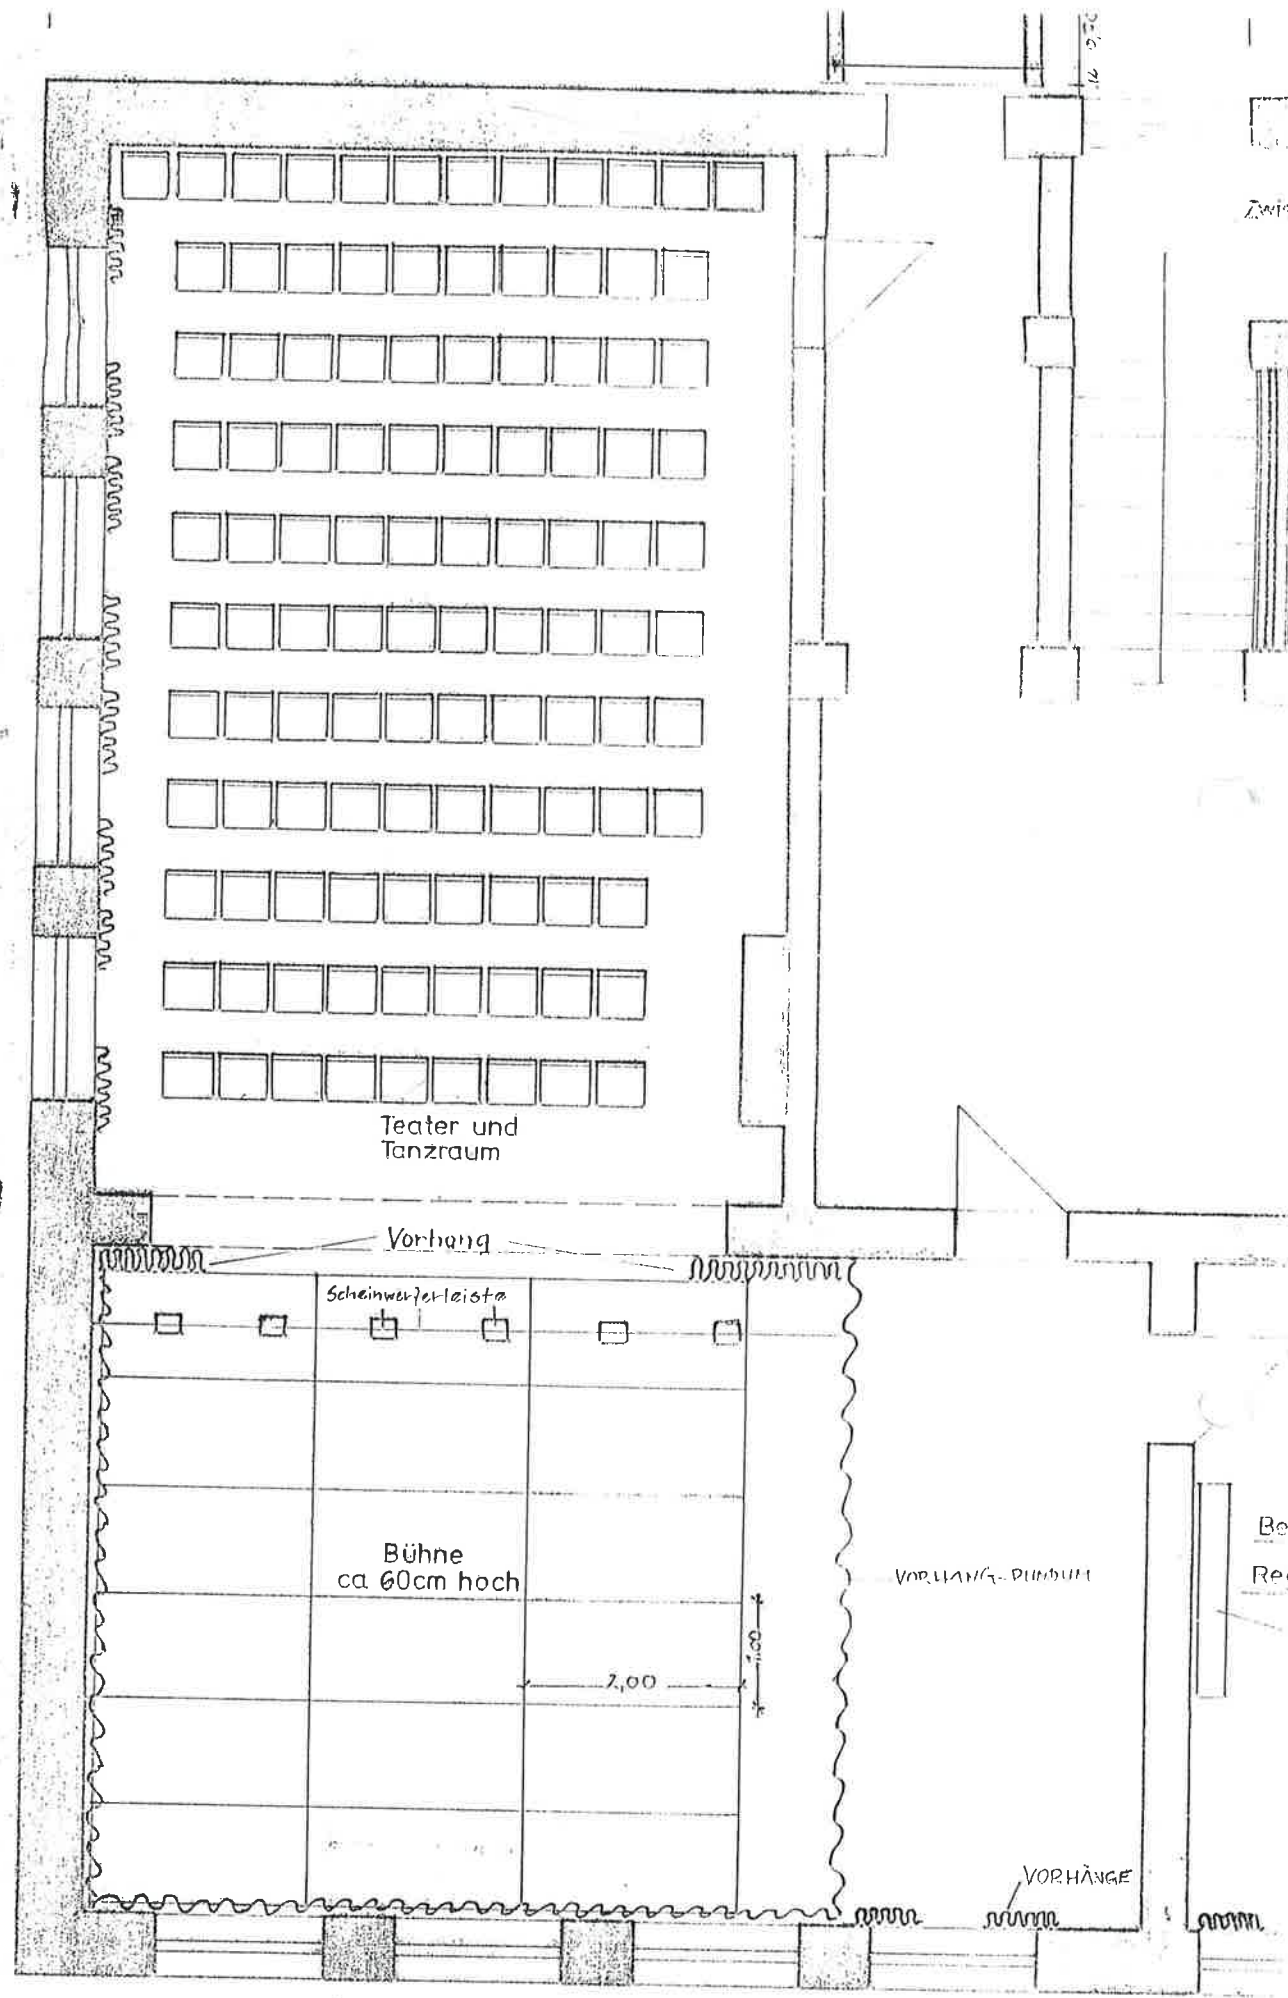 Teater und
Tanzraum
Vorhang
Scheinwerferleiste
Bühne
ca 60cm hoch
1,00
2,00
VORHANG-RUNDUM
VORHÄNGE